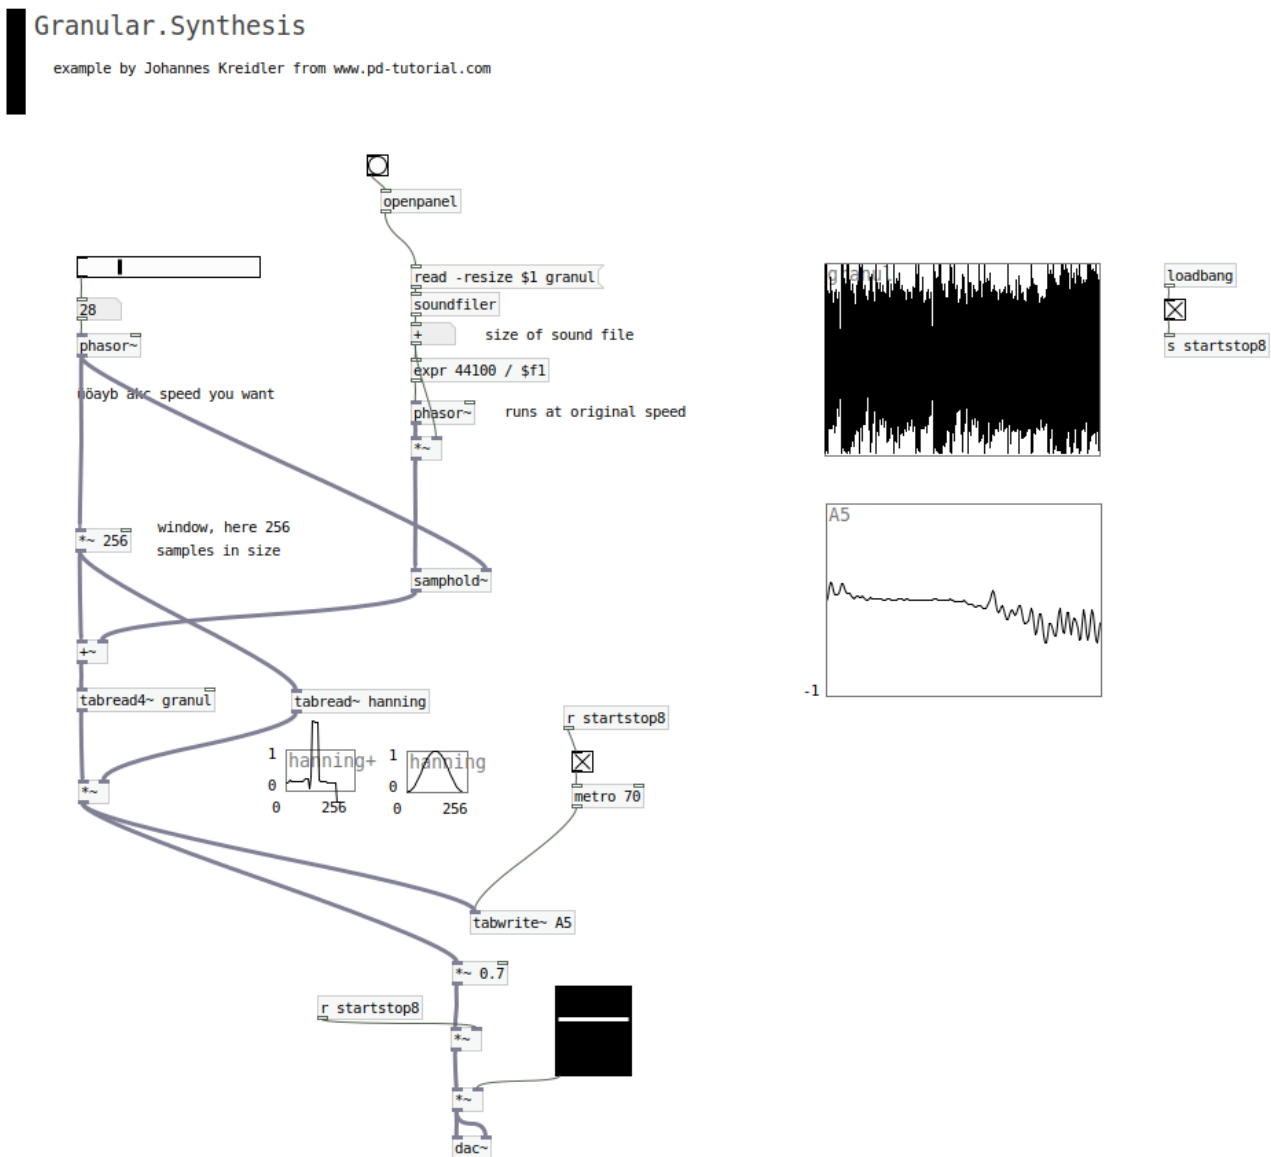 Granular.Synthesis
example by Johannes Kreidler from www.pd-tutorial.com
openpanel
read -resize $1 granul
soundfiler
+
size of sound file
expr 44100 / $f1
phasor~
runs at original speed
*~
28
phasor~
speed you want
*~ 256
window, here 256
samples in size
samphold~
+~
tabread4~ granul
tabread~ hanning
*~
hanning+
1
0
0
256
hanning
1
0
0
256
r startstop8
metro 70
tabwrite~ A5
*~ 0.7
r startstop8
*~
*~
dac~
granul
A5
-1
loadbang
s startstop8